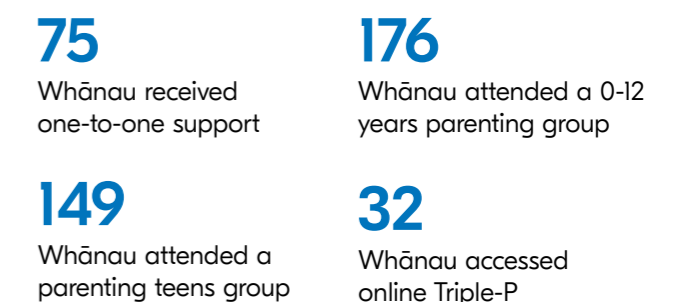 75
Whānau received
one-to-one support
176
Whānau attended a 0-12
years parenting group
149
Whānau attended a
parenting teens group
32
Whānau accessed
online Triple-P